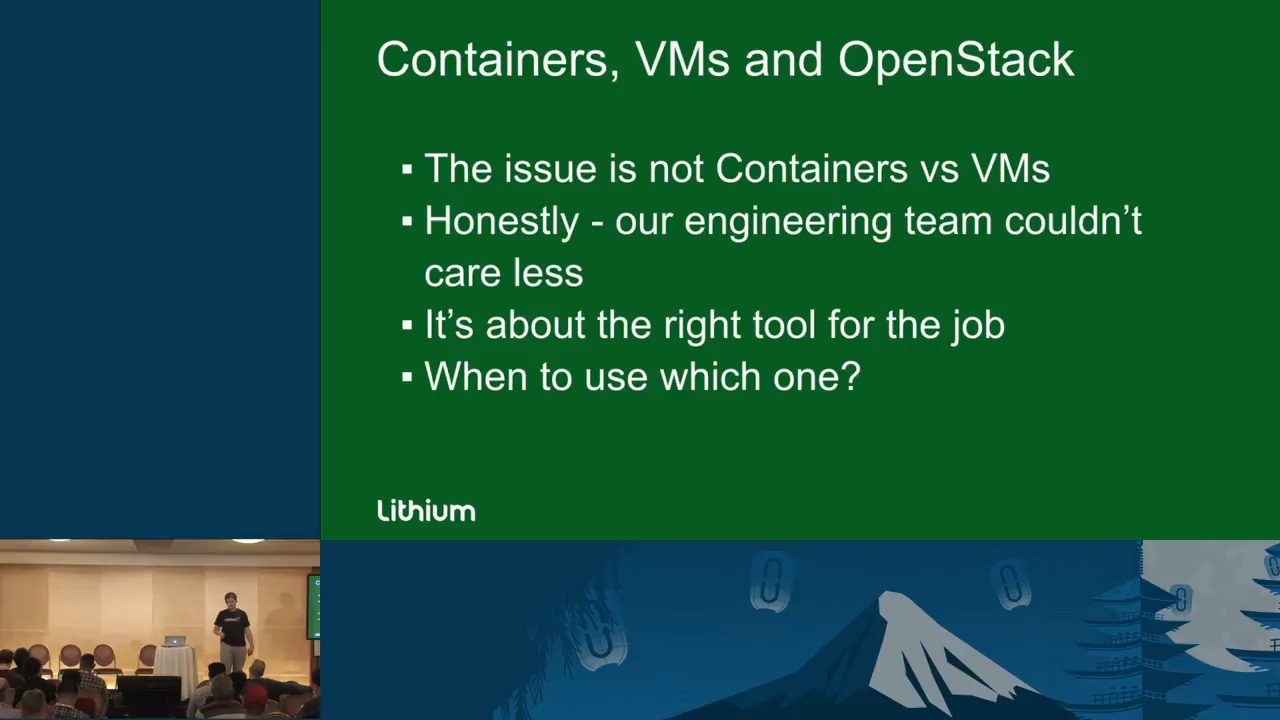 Containers, VMs and OpenStack
▪ The issue is not Containers vs VMs
▪ Honestly - our engineering team couldn't
care less
▪ It's about the right tool for the job
▪ When to use which one?
Lithium